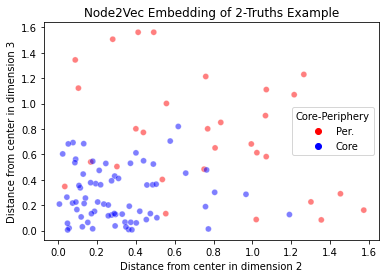 Node2Vec Embedding of 2-Truths Example
Distance from center in dimension 3
1.6
1.4
1.2
1.0
0.8
0.6
0.4
0.2
0.0
Core-Periphery
Per.
Core
0.0 0.2 0.4 0.6 0.8 1.0 1.2 1.4 1.6
Distance from center in dimension 2